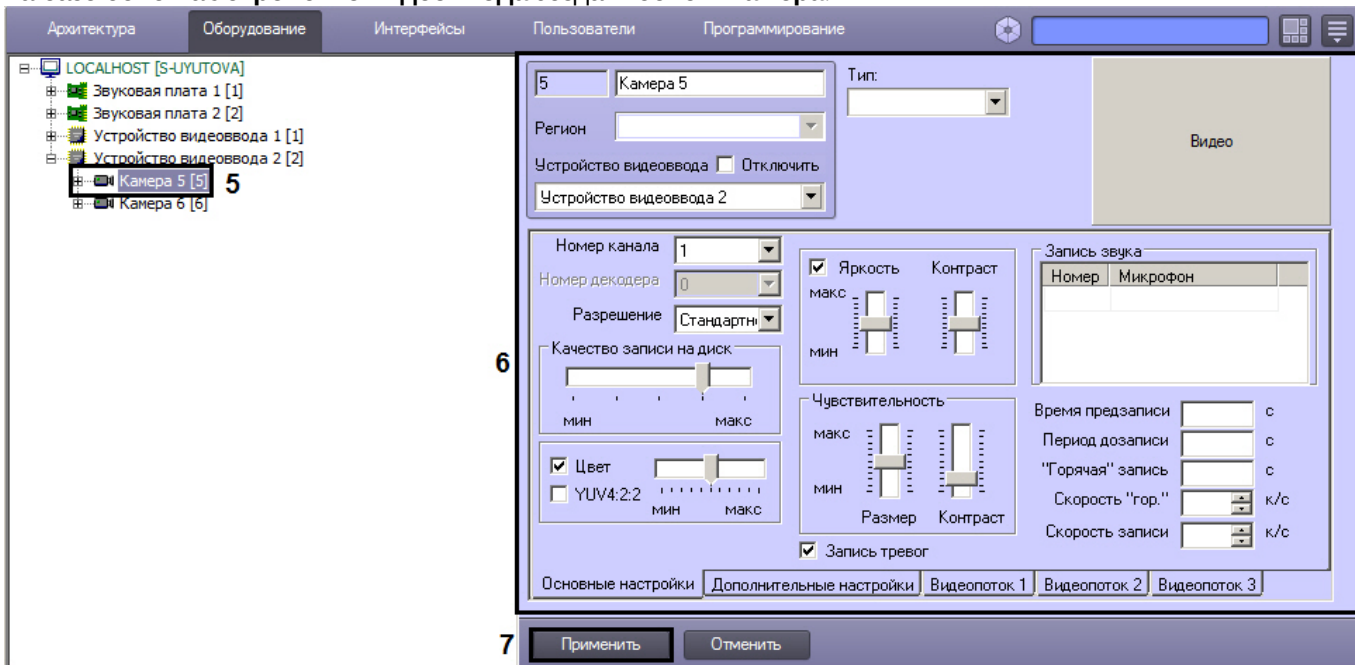 Архитектура Оборудование Интерфейсы Пользователи Программирование
LOCALHOST [S-UYUTOVA]
Звуковая плата 1 [1]
Звуковая плата 2 [2]
Устройство видеоввода 1 [1]
Устройство видеоввода 2 [2]
Камера 5 [5] 5
Камера 6 [6]
5 Камера 5 Тип:
Регион
Устройство видеоввода Отключить
Устройство видеоввода 2
Видео
Номер канала 1
Номер декодера 0
Разрешение Стандартн
6
Качество записи на диск
мин макс
Цвет
YUV4:2:2
мин макс
Яркость Контраст
макс
мин
Чувствительность
макс
мин
Размер Контраст
Запись тревог
Запись звука
Номер Микрофон
Время предзаписи с
Период дозаписи с
"Горячая" запись с
Скорость "гор." к/с
Скорость записи к/с
Основные настройки Дополнительные настройки Видеопоток 1 Видеопоток 2 Видеопоток 3
7 Применить Отменить